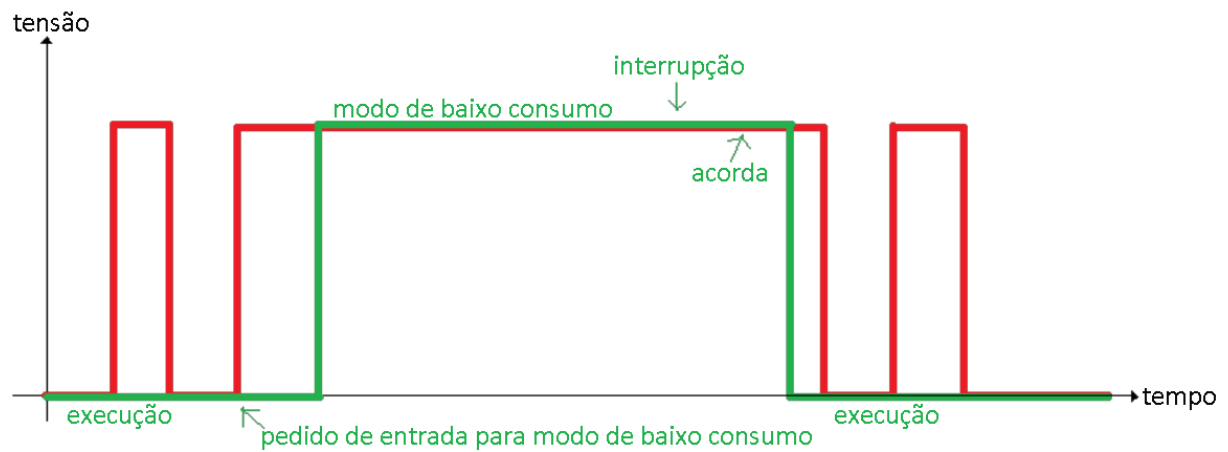 tensão
interrupção
modo de baixo consumo
acorda
tempo
execução
execução
pedido de entrada para modo de baixo consumo